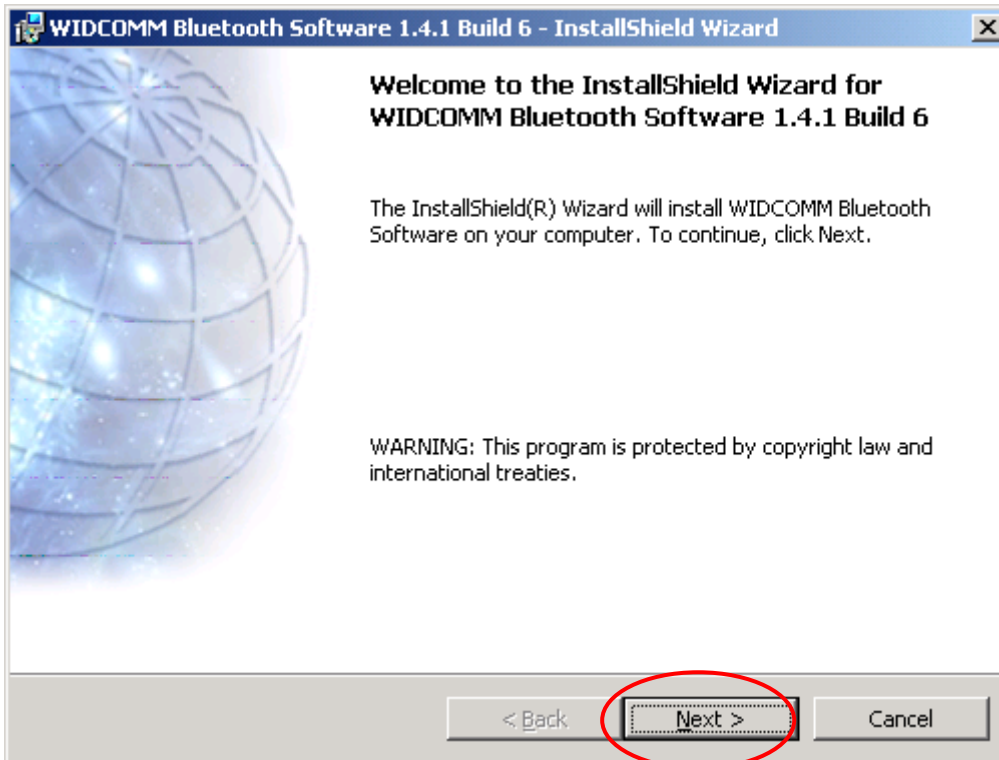 WIDCOMM Bluetooth Software 1.4.1 Build 6 - InstallShield Wizard
Welcome to the InstallShield Wizard for
WIDCOMM Bluetooth Software 1.4.1 Build 6
The InstallShield(R) Wizard will install WIDCOMM Bluetooth
Software on your computer. To continue, click Next.
WARNING: This program is protected by copyright law and
international treaties.
< Back Next > Cancel